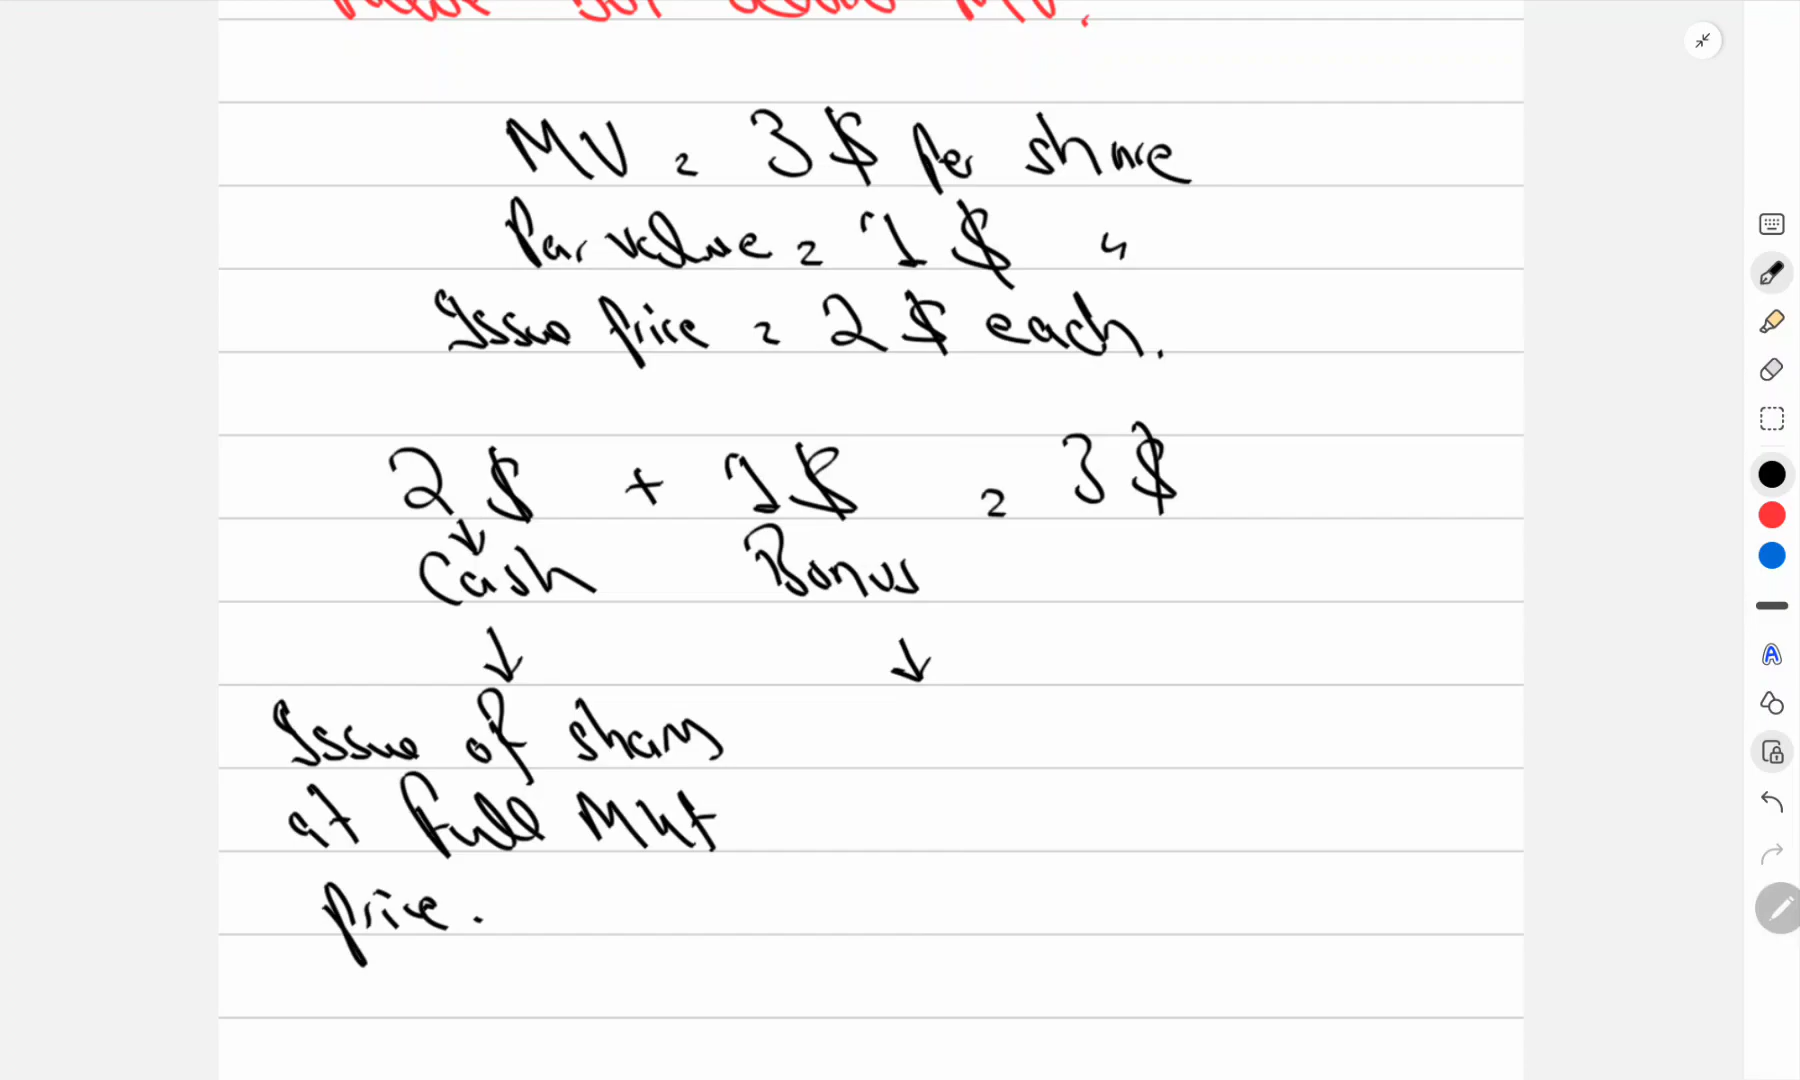 MV = 3$ per share
Par value = 1$ "
Issue price = 2$ each.
2$ + 1$ = 3$
Cash Bonus
Issue of shares
at full Mkt
price.